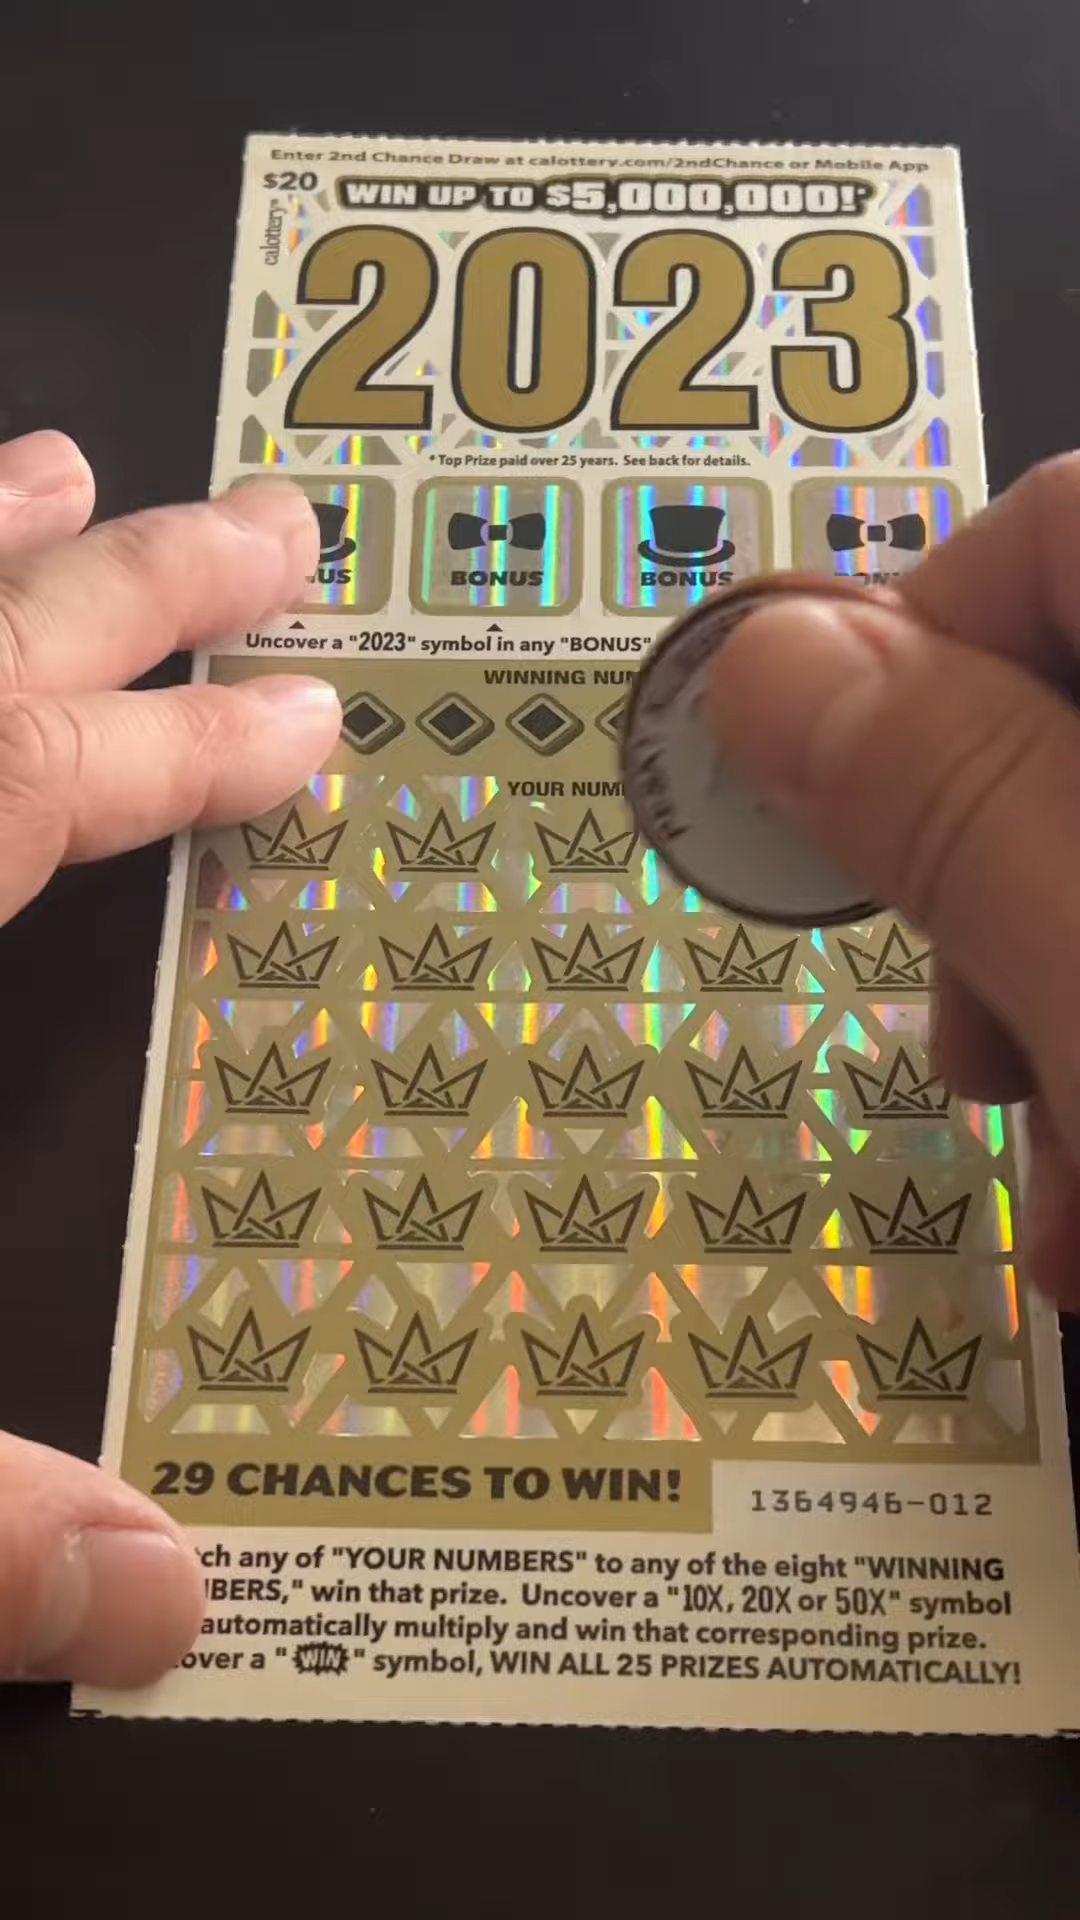 Enter 2nd Chance Draw at calottery.com/2ndChance or Mobile App
$20 WIN UP TO $5,000,000!*
calottery
2023
* Top Prize paid over 25 years. See back for details.
US BONUS BONUS
Uncover a "2023" symbol in any "BONUS"
WINNING
YOUR
29 CHANCES TO WIN!
1364946-012
any of "YOUR NUMBERS" to any of the eight "WINNING
BERS," win that prize. Uncover a "10X, 20X or 50X" symbol
automatically multiply and win that corresponding prize.
over a "WIN" symbol, WIN ALL 25 PRIZES AUTOMATICALLY!